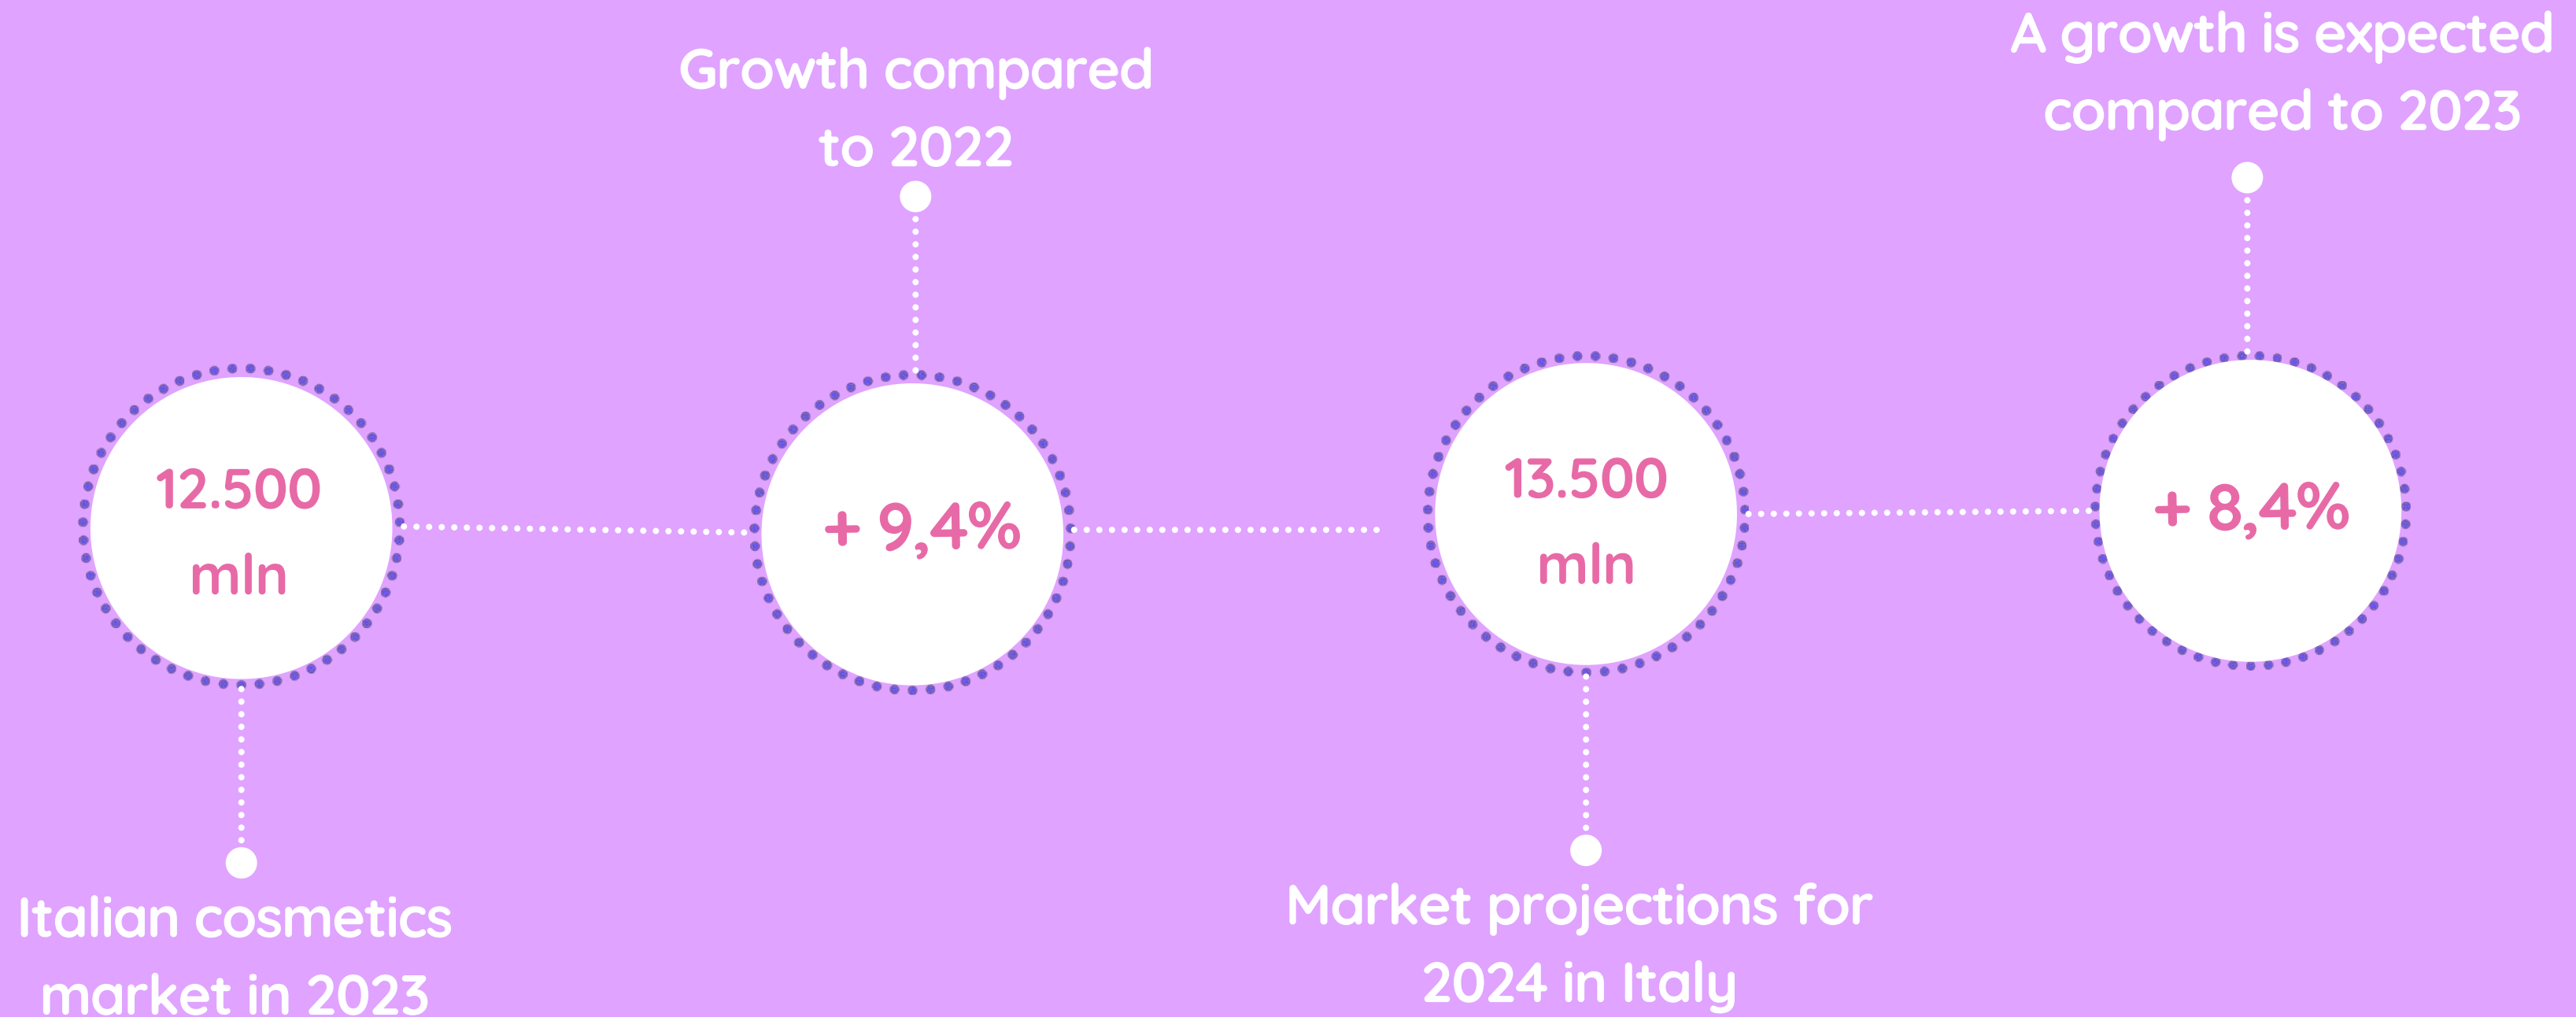 12.500
mln
Italian cosmetics
market in 2023
Growth compared
to 2022
+ 9,4%
13.500
mln
Market projections for
2024 in Italy
A growth is expected
compared to 2023
+ 8,4%